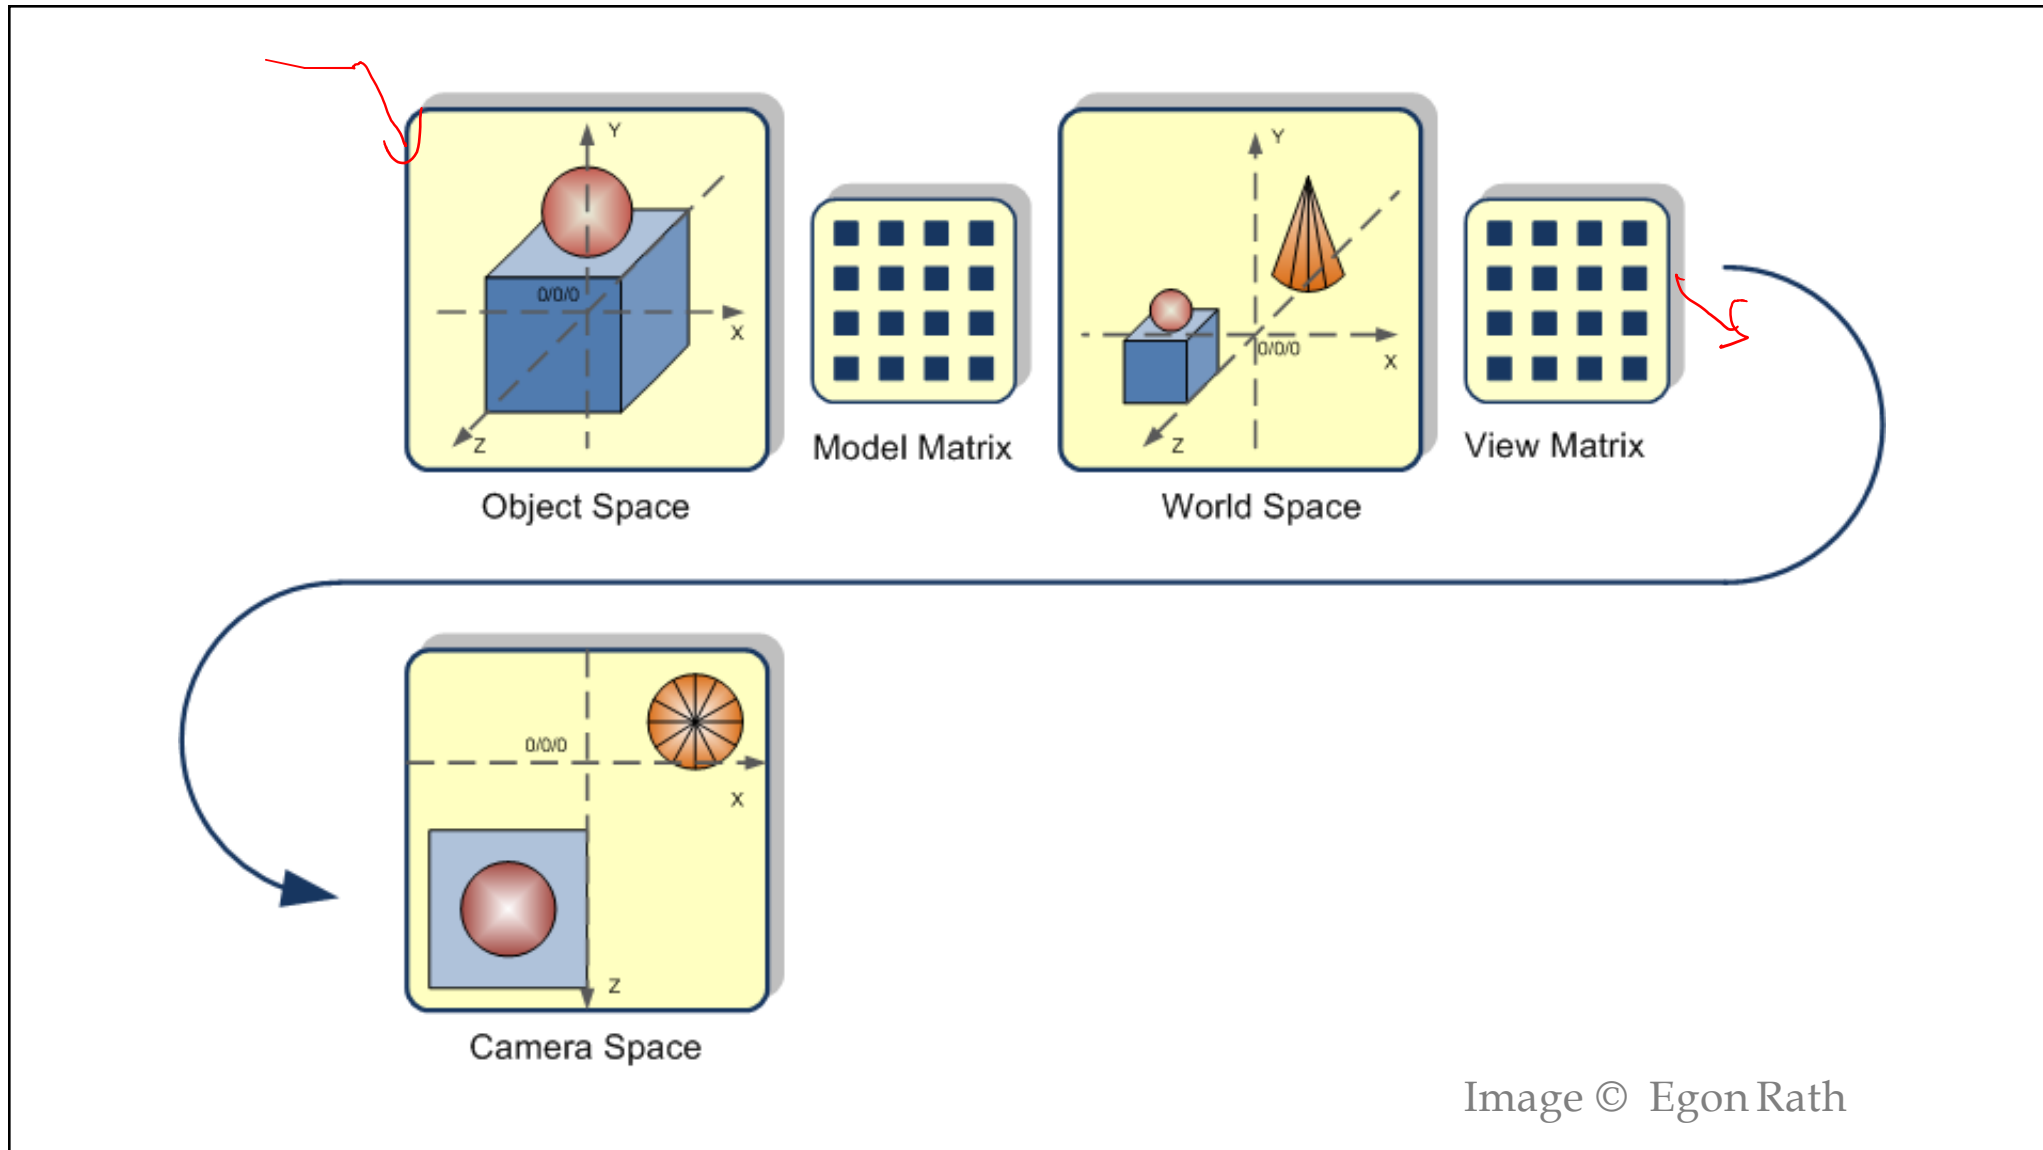 Y
0/0/0
X
Z
Object Space
Model Matrix
Y
0/0/0
X
Z
World Space
View Matrix
0/0/0
X
Z
Camera Space
Image © Egon Rath